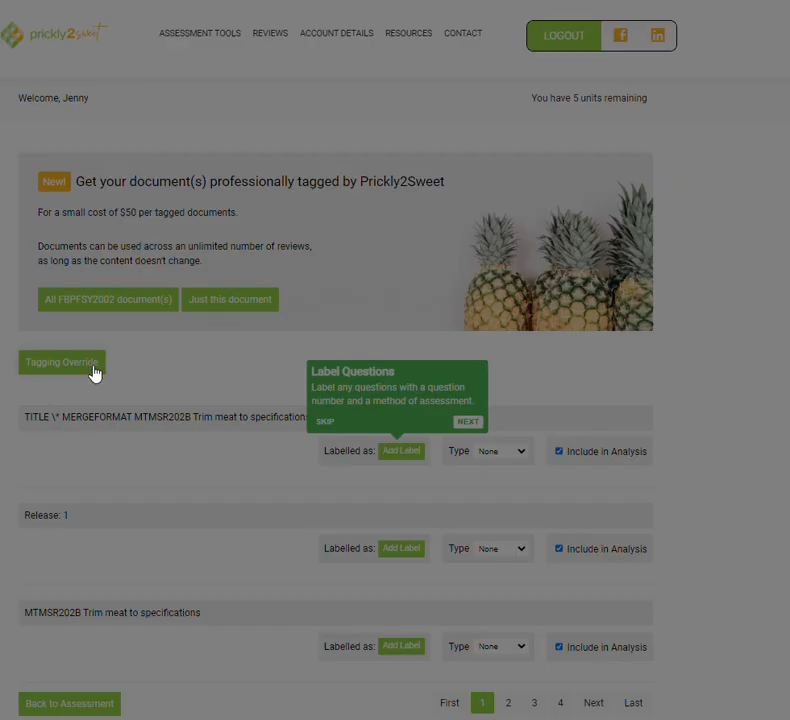 prickly2sweet
ASSESSMENT TOOLS REVIEWS ACCOUNT DETAILS RESOURCES CONTACT LOGOUT
Welcome, Jenny
You have 5 units remaining
New! Get your document(s) professionally tagged by Prickly2Sweet
For a small cost of $50 per tagged documents.
Documents can be used across an unlimited number of reviews,
as long as the content doesn't change.
All FBPFSY2002 document(s) Just this document
Tagging Override
Label Questions
Label any questions with a question
number and a method of assessment.
SKIP NEXT
TITLE \* MERGEFORMAT MTMSR202B Trim meat to specifications
Labelled as: Add Label Type None Include in Analysis
Release: 1
Labelled as: Add Label Type None Include in Analysis
MTMSR202B Trim meat to specifications
Labelled as: Add Label Type None Include in Analysis
Back to Assessment
First 1 2 3 4 Next Last